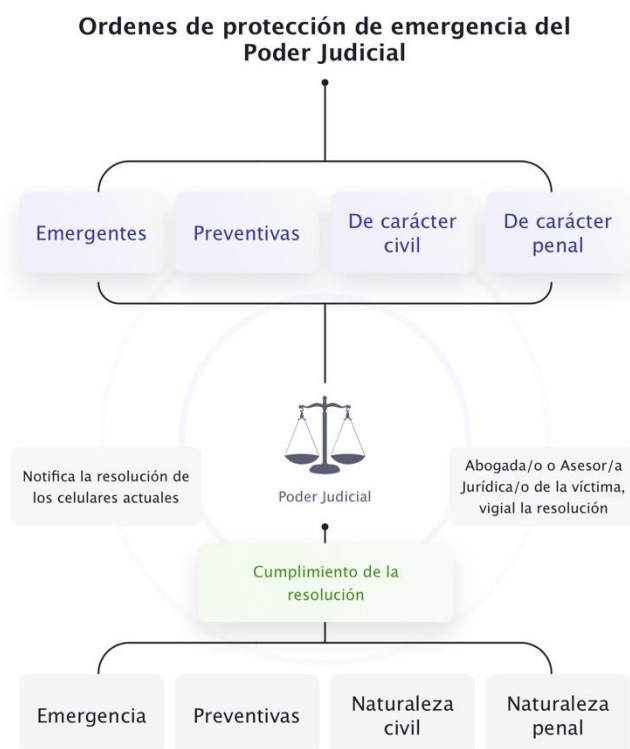 Ordenes de protección de emergencia del
Poder Judicial
Emergentes
Preventivas
De carácter
civil
De carácter
penal
Notifica la resolución de
los celulares actuales
Poder Judicial
Abogada/o o Asesor/a
Jurídica/o de la víctima,
vigial la resolución
Cumplimiento de la
resolución
Emergencia
Preventivas
Naturaleza
civil
Naturaleza
penal